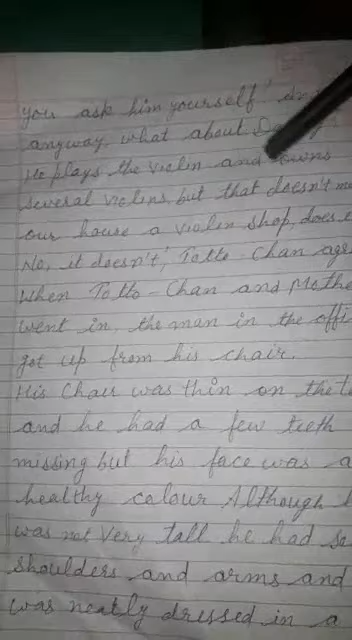 you ask him yourself'
anyway, what about
He plays the violin and owns
several violins, but that doesn't
our house a violin shop, does
No, it doesn't', Totto-Chan
When Totto-Chan and
went in, the man in the
got up from his chair.
His Chair was thin on the
and he had a few teeth
missing but his face was a
healthy colour Although
was not Very tall he had
shoulders and arms and
was neatly dressed in a